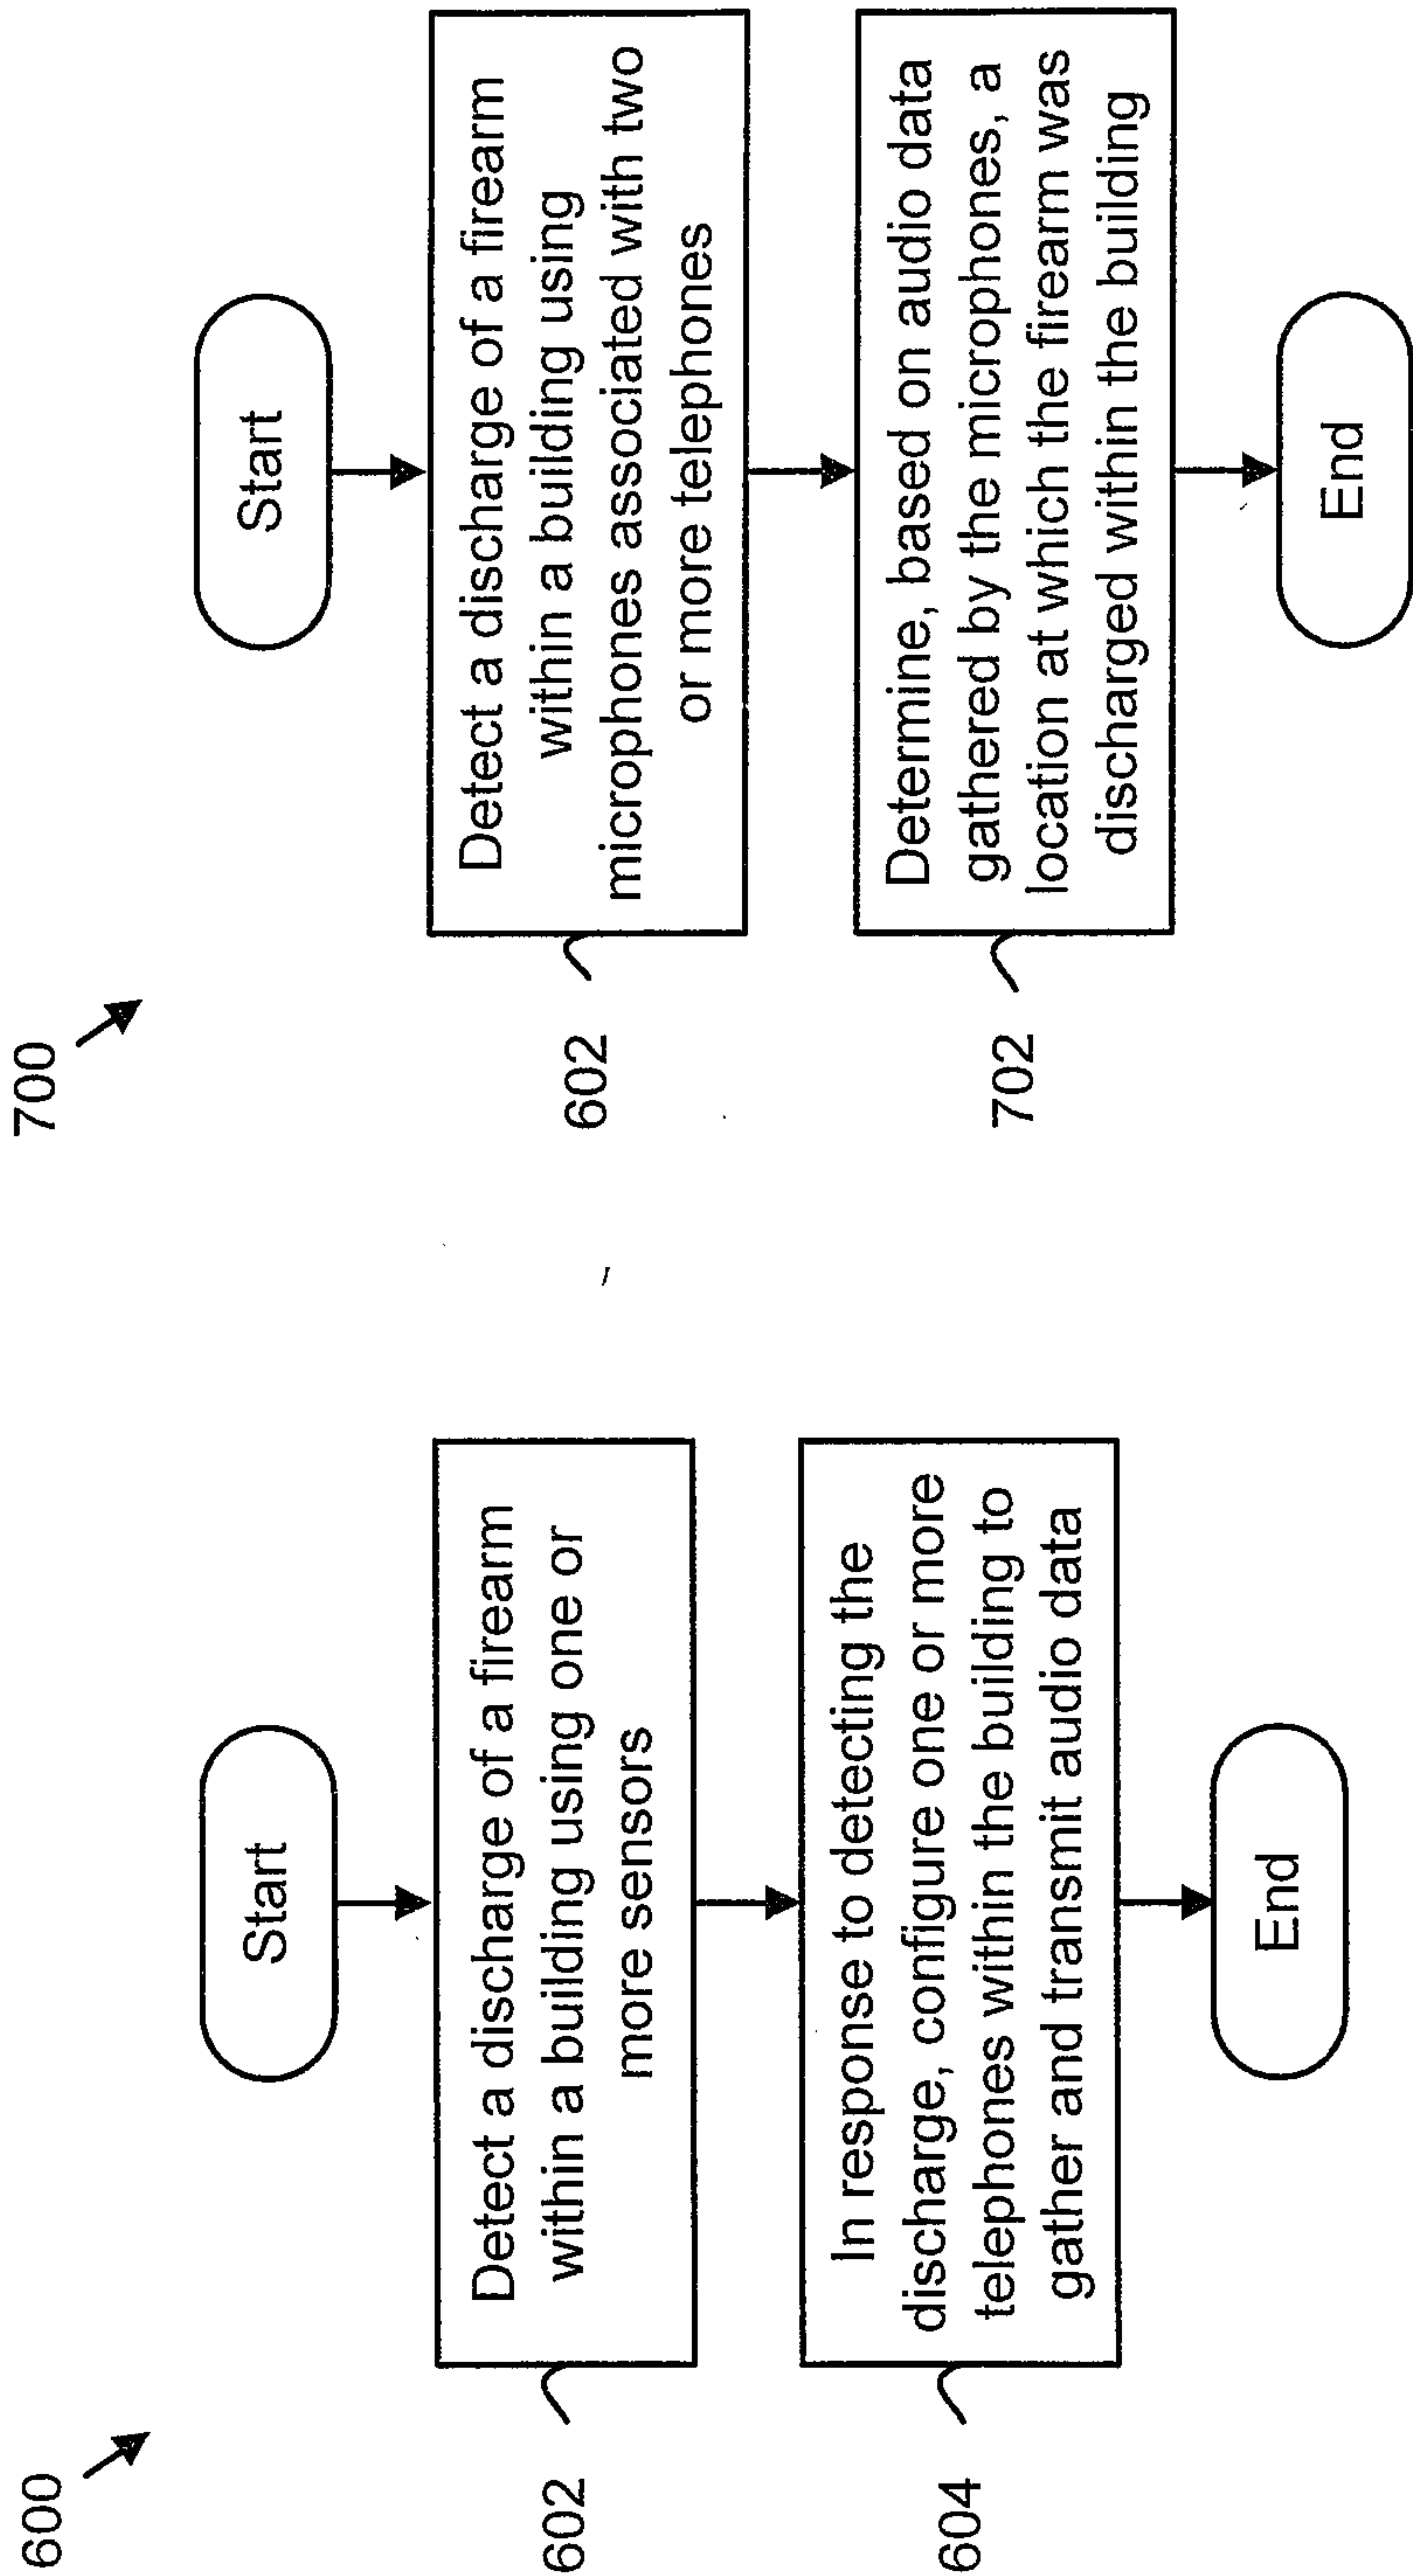 600
Start
Detect a discharge of a firearm
within a building using one or
more sensors
602
In response to detecting the
discharge, configure one or more
telephones within the building to
gather and transmit audio data
604
End
700
Start
Detect a discharge of a firearm
within a building using
microphones associated with two
or more telephones
602
Determine, based on audio data
gathered by the microphones, a
location at which the firearm was
discharged within the building
702
End